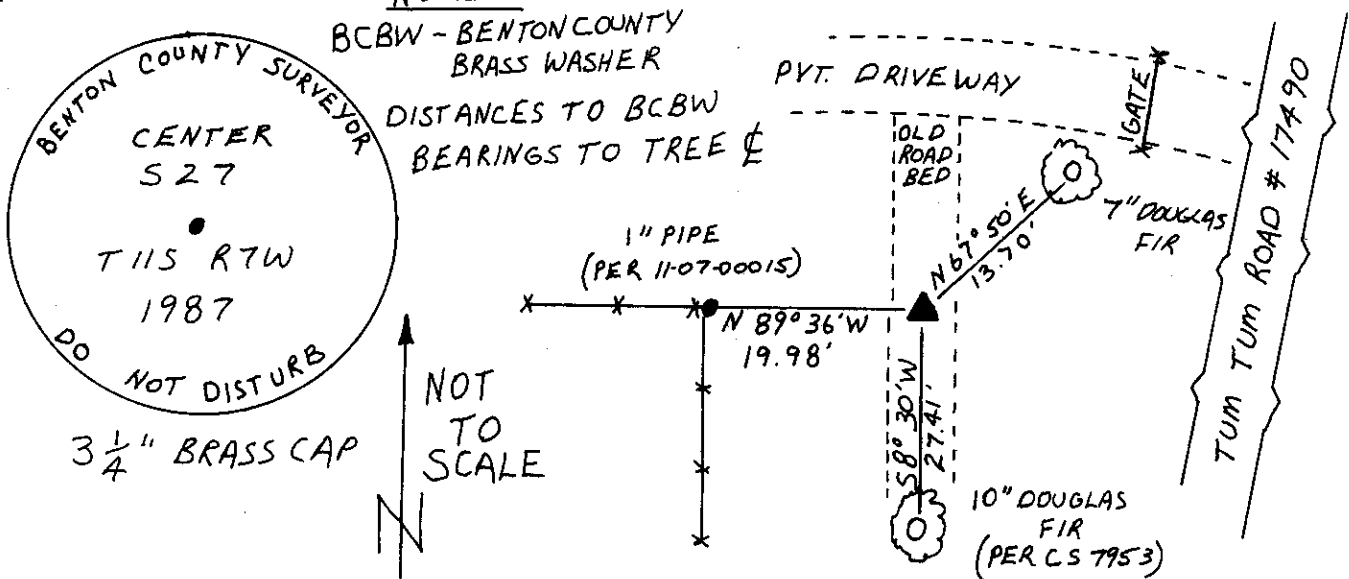 BCBW - BENTON COUNTY
BRASS WASHER
DISTANCES TO BCBW
BEARINGS TO TREE ⅊
BENTON COUNTY SURVEYOR
CENTER
S 27
T 11S R7W
1987
DO NOT DISTURB
3 1/4" BRASS CAP
NOT
TO
SCALE
N
PVT. DRIVEWAY
GATE
OLD
ROAD
BED
7" DOUGLAS
FIR
N 67° 50' E
13.70'
1" PIPE
(PER 11-07-00015)
N 89° 36' W
19.98'
S 8° 30' W
27.41'
10" DOUGLAS
FIR
(PER CS 7953)
TUM TUM ROAD # 17490